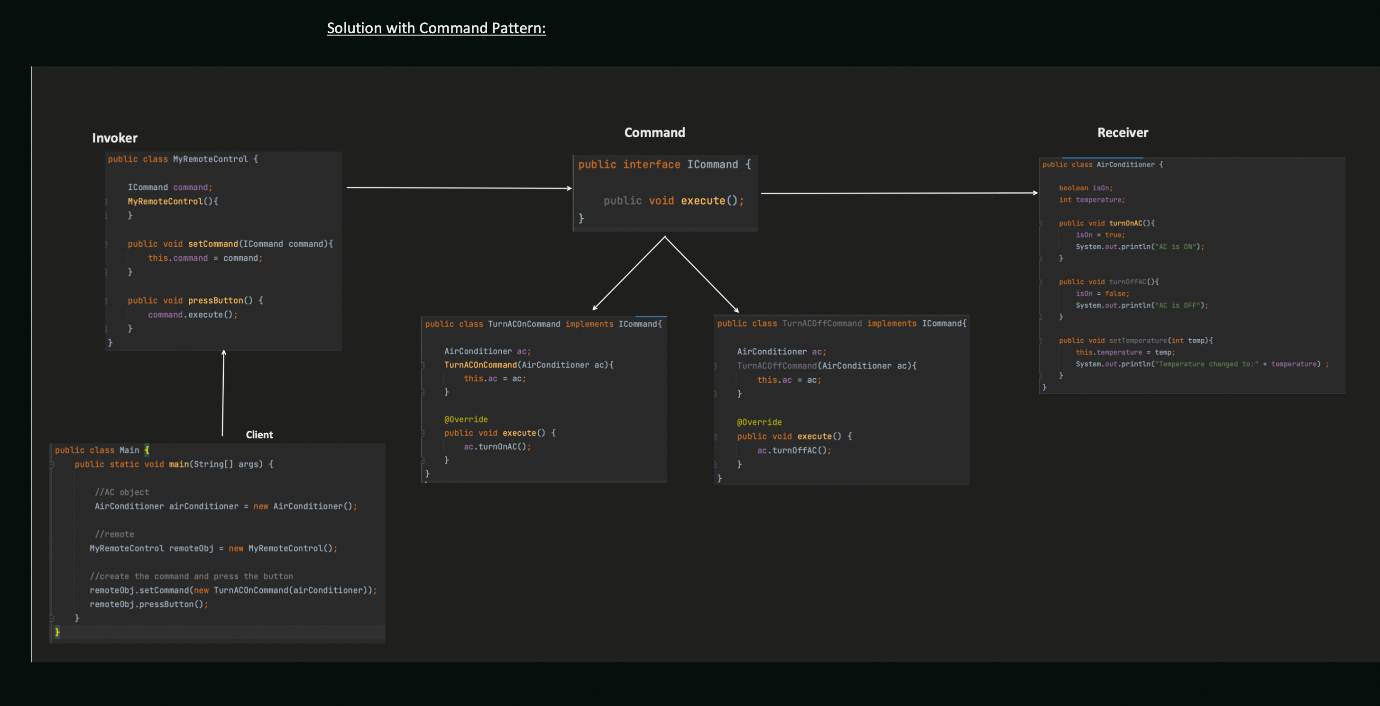 Solution with Command Pattern:
Invoker
public class MyRemoteControl {
ICommand command;
MyRemoteControl(){
}
public void setCommand(ICommand command){
this.command = command;
}
public void pressButton() {
command.execute();
}
}
Command
public interface ICommand {
public void execute();
}
Receiver
public class AirConditioner {
boolean isOn;
int temperature;
public void turnOnAC(){
isOn = true;
System.out.println("AC is ON");
}
public void turnOffAC(){
isOn = false;
System.out.println("AC is OFF");
}
public void setTemperature(int temp){
this.temperature = temp;
System.out.println("Temperature changed to:" + temperature) ;
}
}
public class TurnACOnCommand implements ICommand{
AirConditioner ac;
TurnACOnCommand(AirConditioner ac){
this.ac = ac;
}
@Override
public void execute() {
ac.turnOnAC();
}
}
public class TurnACOffCommand implements ICommand{
AirConditioner ac;
TurnACOffCommand(AirConditioner ac){
this.ac = ac;
}
@Override
public void execute() {
ac.turnOffAC();
}
}
Client
public class Main {
public static void main(String[] args) {
//AC object
AirConditioner airConditioner = new AirConditioner();
//remote
MyRemoteControl remoteObj = new MyRemoteControl();
//create the command and press the button
remoteObj.setCommand(new TurnACOnCommand(airConditioner));
remoteObj.pressButton();
}
}